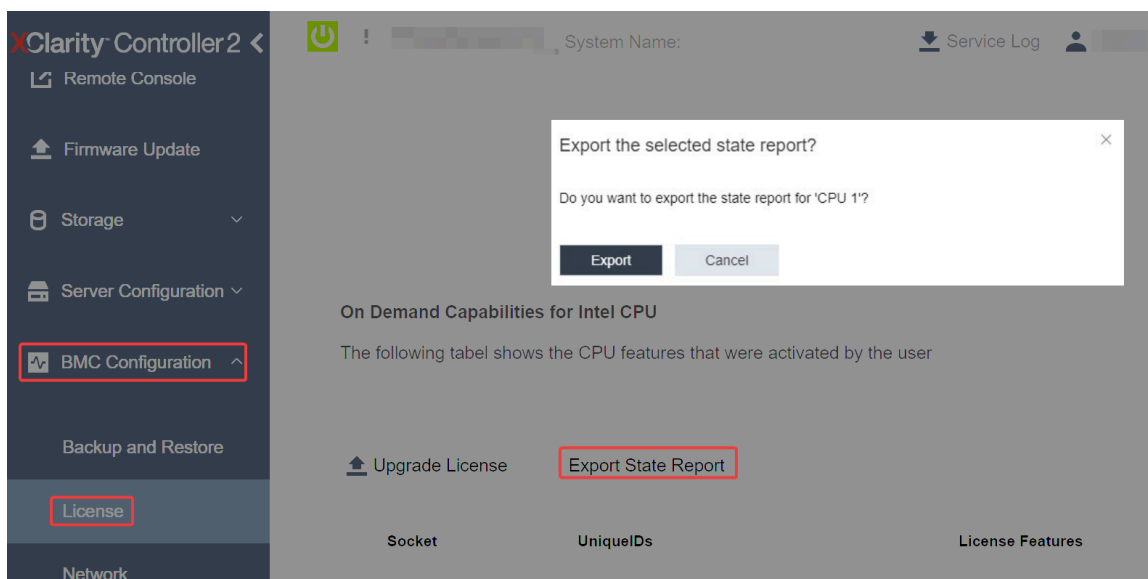 XClarity Controller 2
System Name:
Service Log
Remote Console
Firmware Update
Export the selected state report?
Do you want to export the state report for 'CPU 1'?
Storage
Export
Cancel
Server Configuration
On Demand Capabilities for Intel CPU
The following tabel shows the CPU features that were activated by the user
BMC Configuration
Backup and Restore
Upgrade License
Export State Report
License
Socket
UniqueIDs
License Features
Network